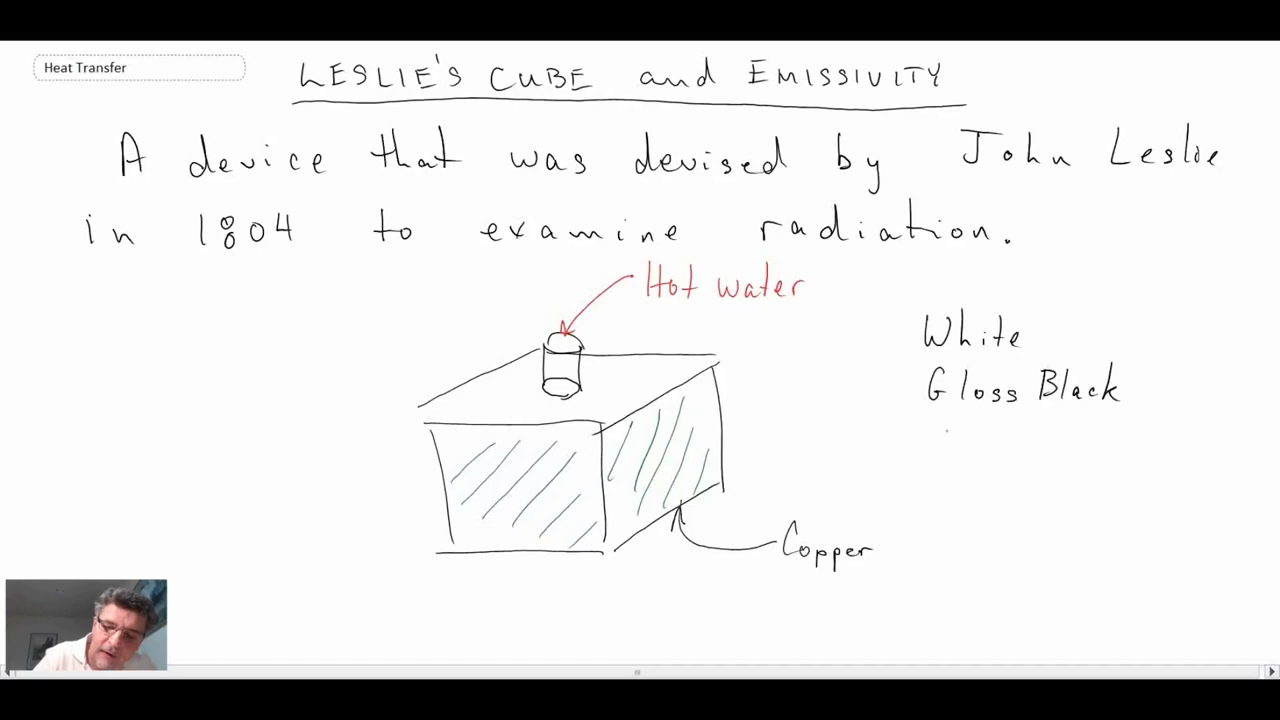 Heat Transfer
LESLIE'S CUBE and EMISSIVITY
A device that was devised by John Leslie
in 1804 to examine radiation.
Hot water
White
Gloss Black
Copper